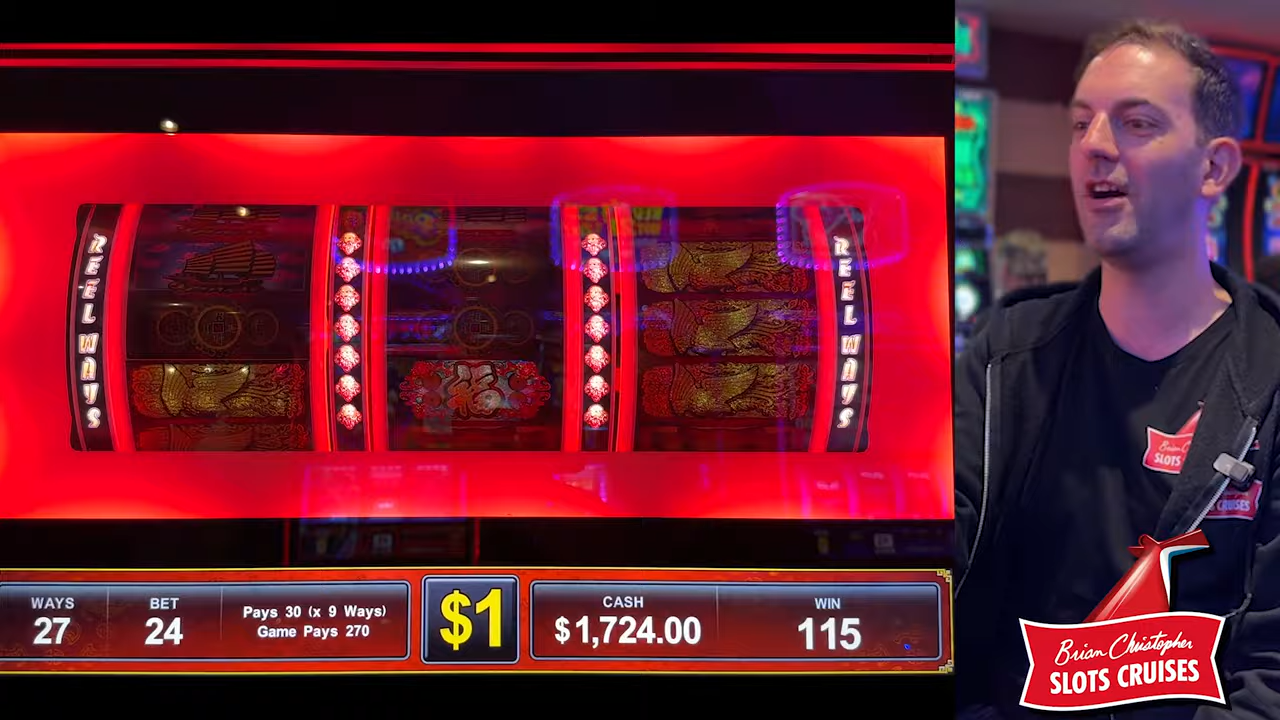 REEL WAYS
REEL WAYS
福
WAYS
27
BET
24
Pays 30 (x 9 Ways)
Game Pays 270
$1
CASH
$1,724.00
WIN
115
Brian Christopher
SLOTS CRUISES